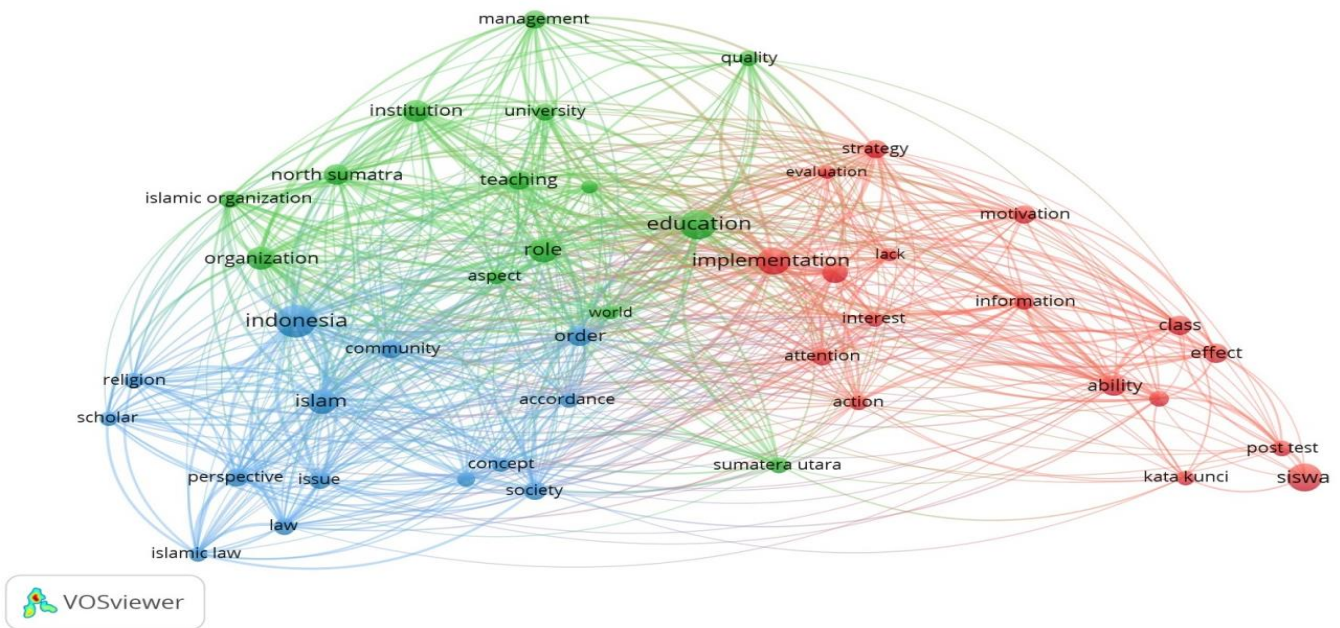 management
quality
institution
university
strategy
evaluation
north sumatra
teaching
islamic organization
motivation
education
role
organization
lack
implementation
aspect
information
world
interest
indonesia
class
order
community
effect
attention
religion
ability
islam
accordance
action
scholar
post test
concept
sumatera utara
perspective
issue
kata kunci
siswa
society
law
islamic law
VOSviewer